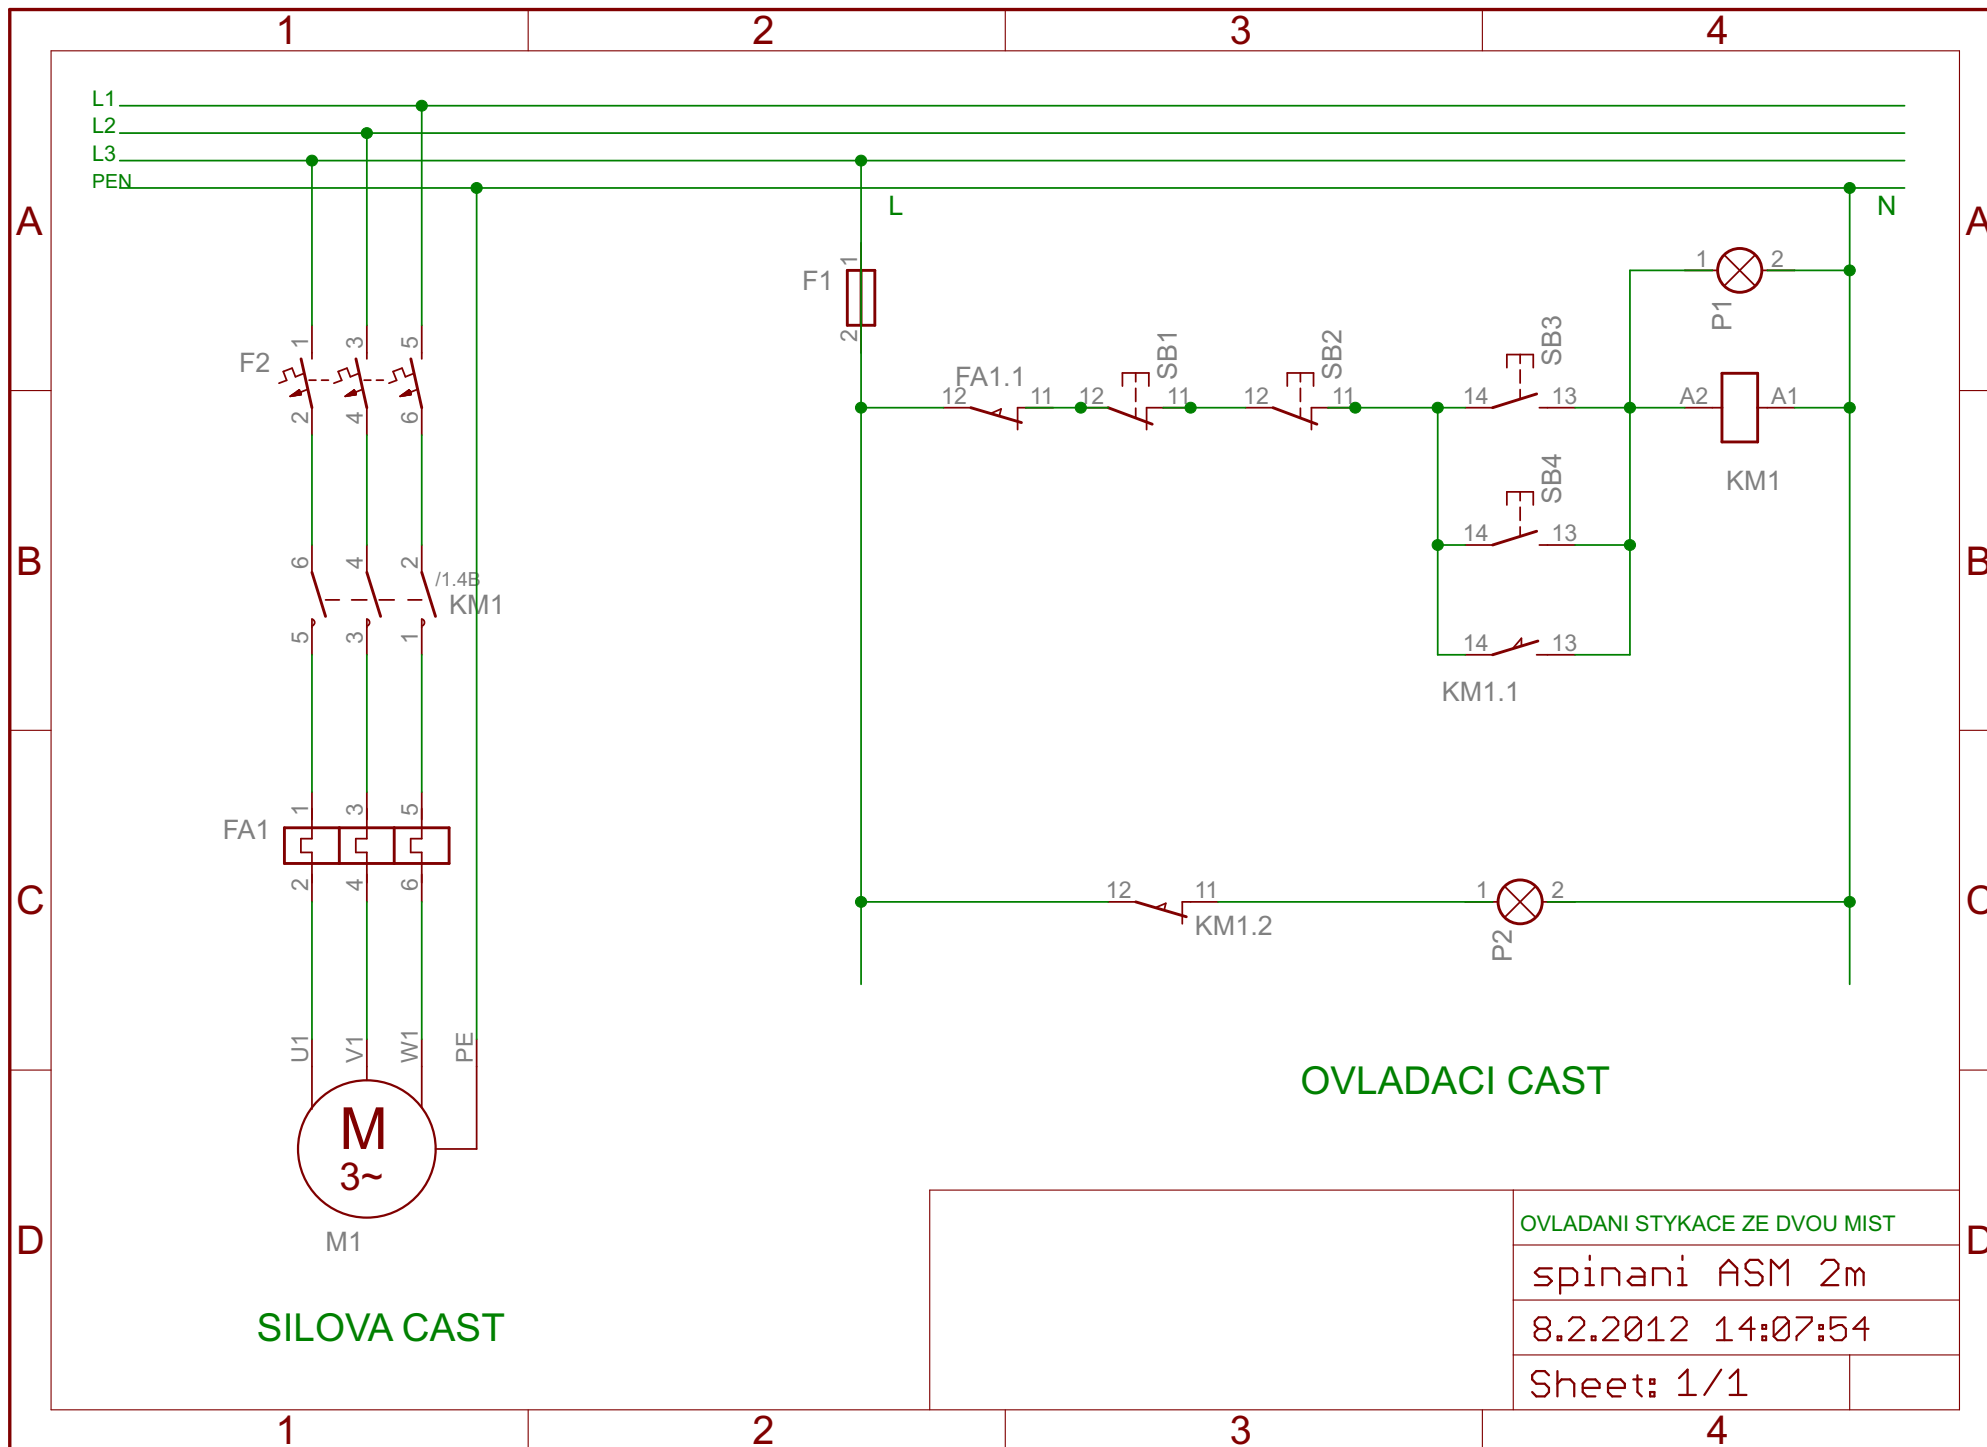 1 2 3 4
L1
L2
L3
PEN
L N
A A
F1 1 2
P1 1 2
F2 1 3 5
2 4 6
FA1.1 12 11
SB1 12 11
SB2 12 11
SB3 14 13
A2 A1
KM1
SB4 14 13
B B
6 4 2
/1.4B
KM1
5 3 1
14 13
KM1.1
FA1 1 3 5
2 4 6
C C
12 11
KM1.2
1 2
P2
U1 V1 W1 PE
OVLADACI CAST
M
3~
M1
D D
SILOVA CAST
OVLADANI STYKACE ZE DVOU MIST
spinani ASM 2m
8.2.2012 14:07:54
Sheet: 1/1
1 2 3 4